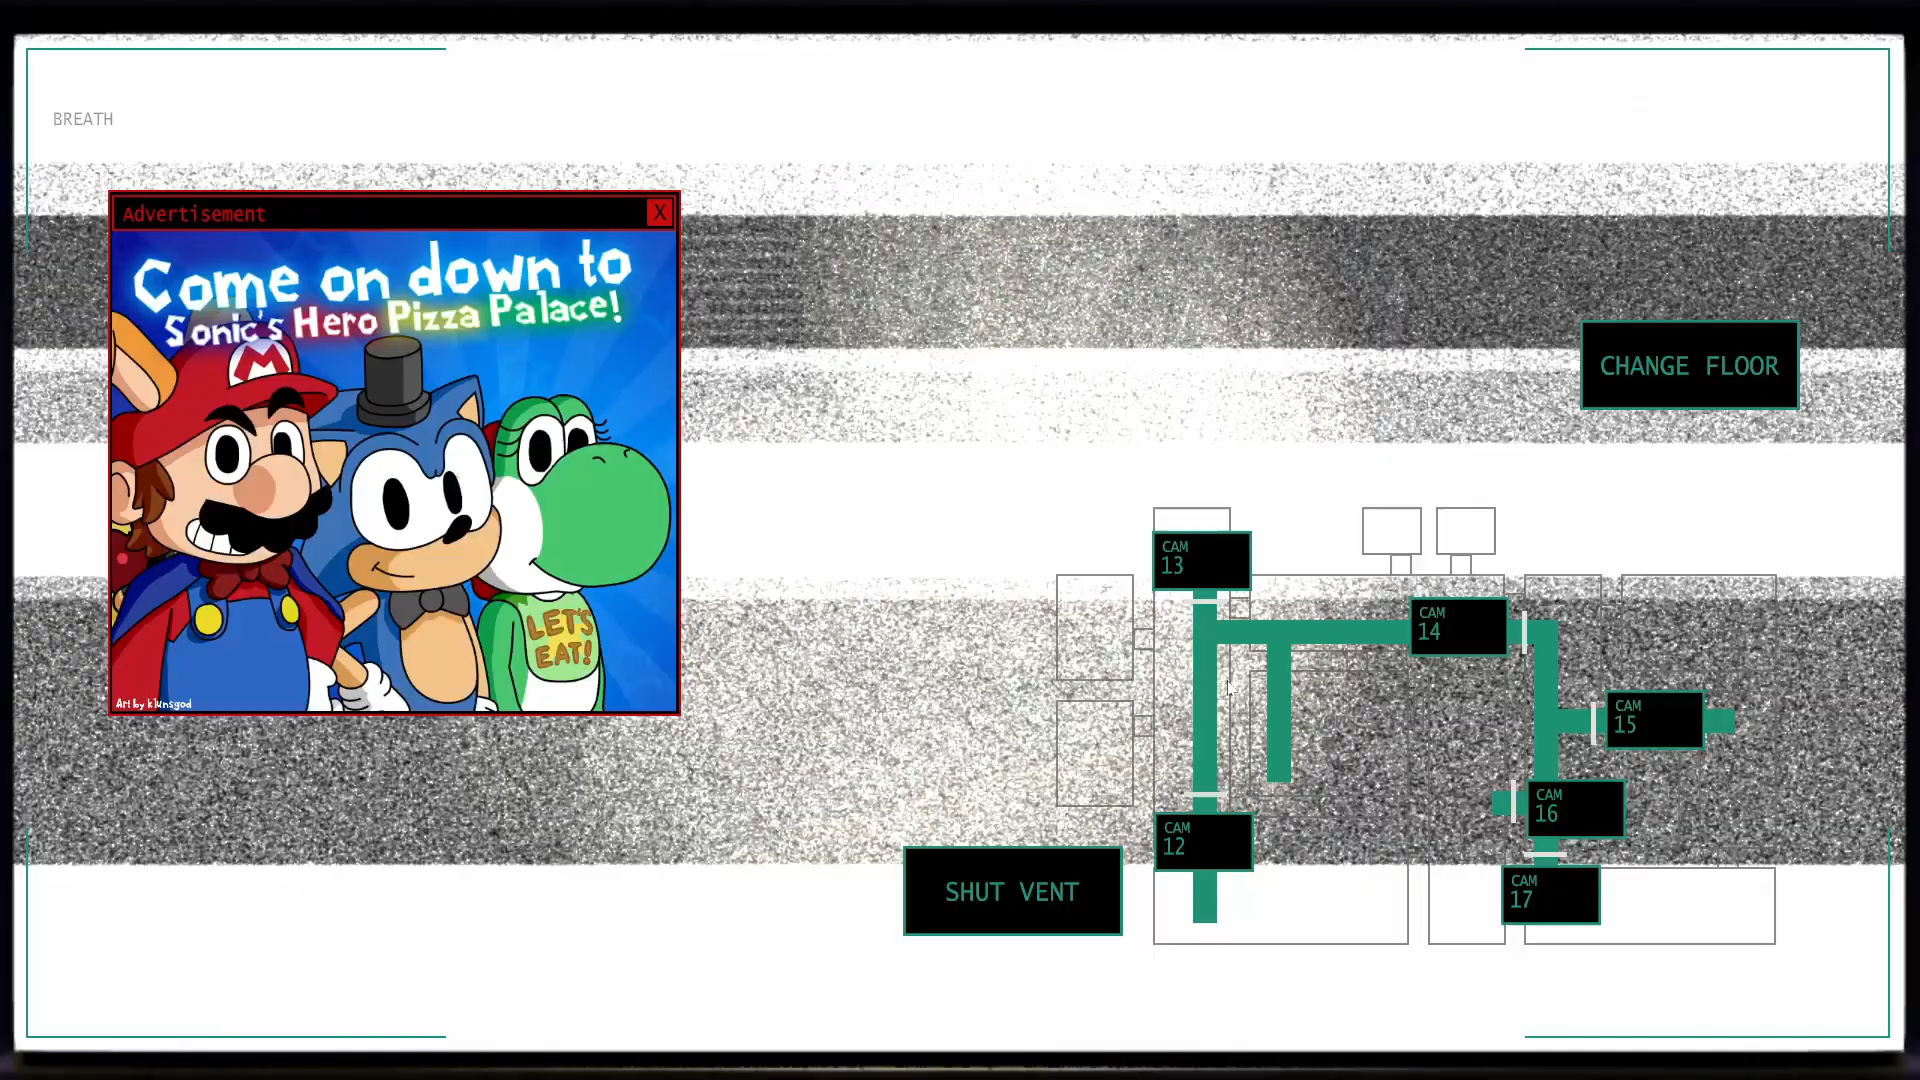 BREATH
Advertisement X
Come on down to
Sonic's Hero Pizza Palace!
M
LET'S
EAT!
Art by klunsgod
CHANGE FLOOR
CAM
13
CAM
14
CAM
15
CAM
16
CAM
12
CAM
17
SHUT VENT